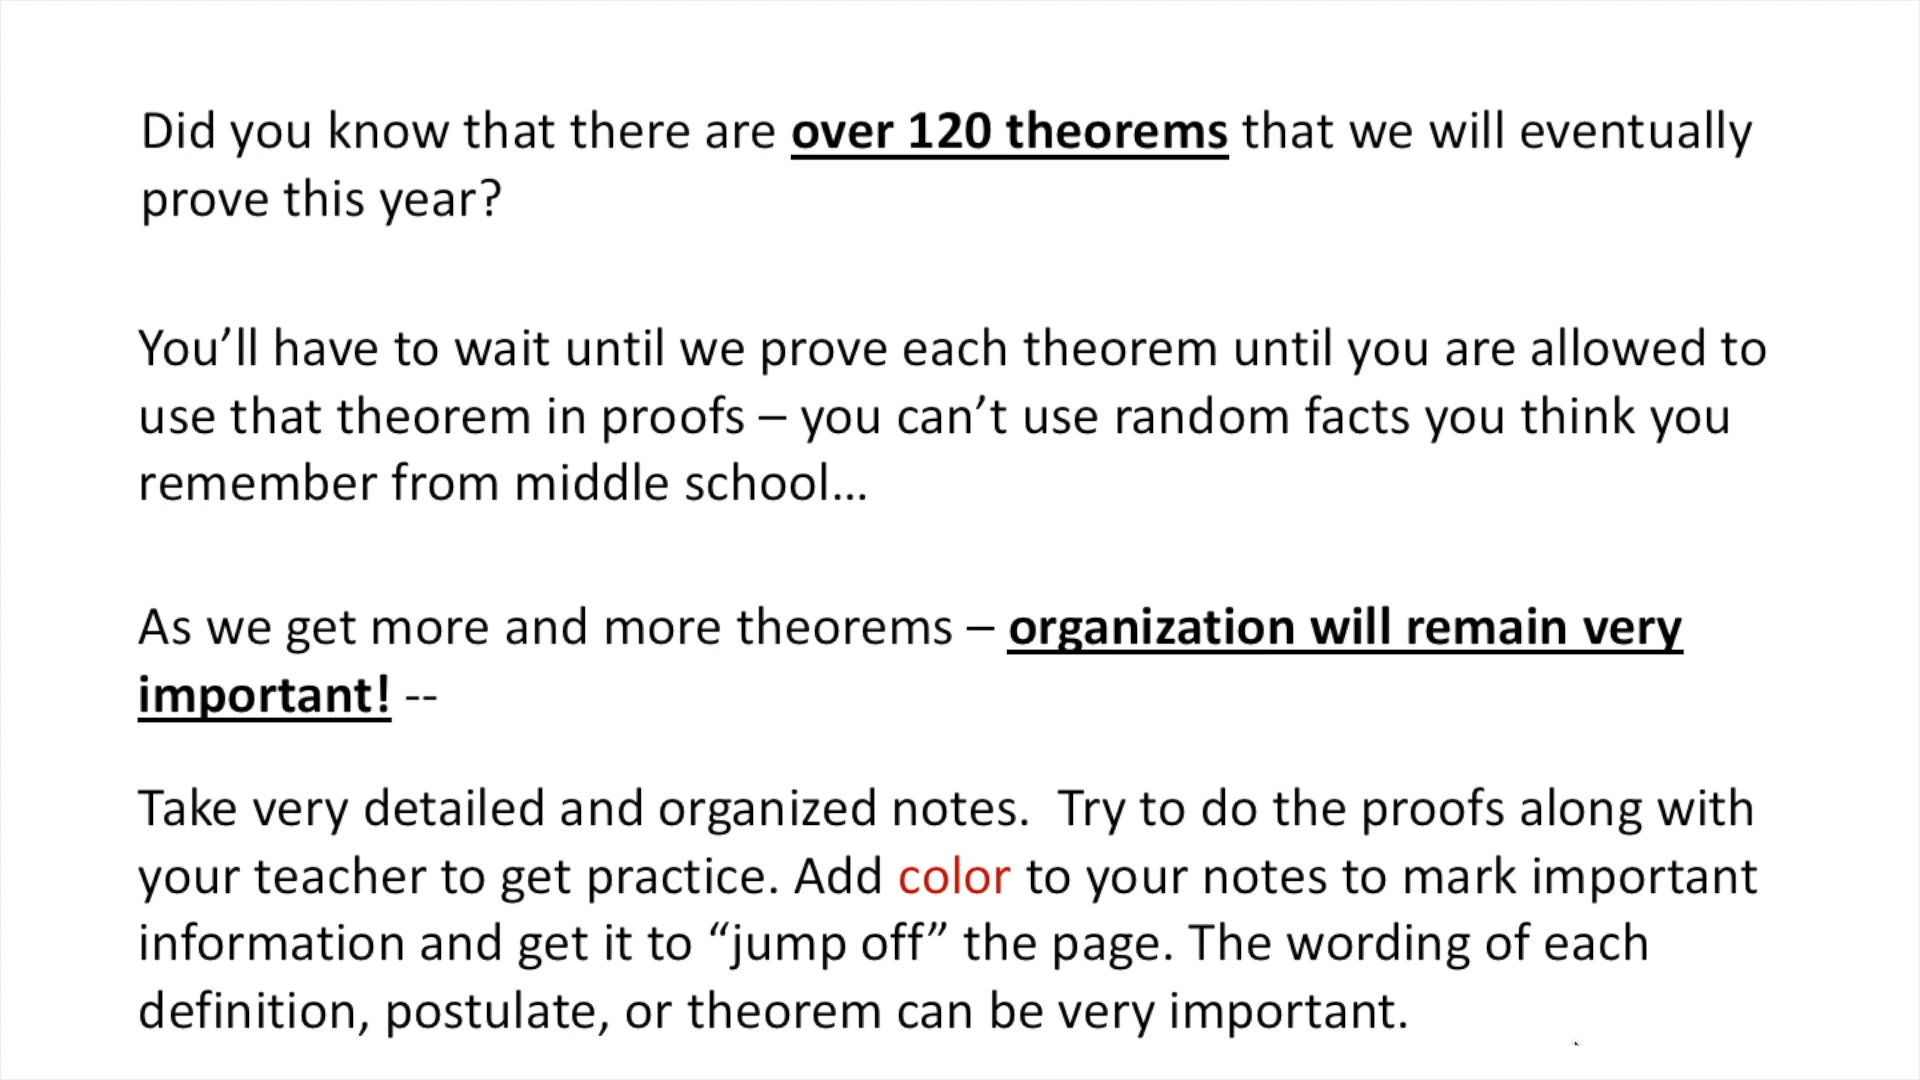 Did you know that there are over 120 theorems that we will eventually
prove this year?
You’ll have to wait until we prove each theorem until you are allowed to
use that theorem in proofs – you can’t use random facts you think you
remember from middle school…
As we get more and more theorems – organization will remain very
important! --
Take very detailed and organized notes.  Try to do the proofs along with
your teacher to get practice. Add color to your notes to mark important
information and get it to “jump off” the page. The wording of each
definition, postulate, or theorem can be very important.